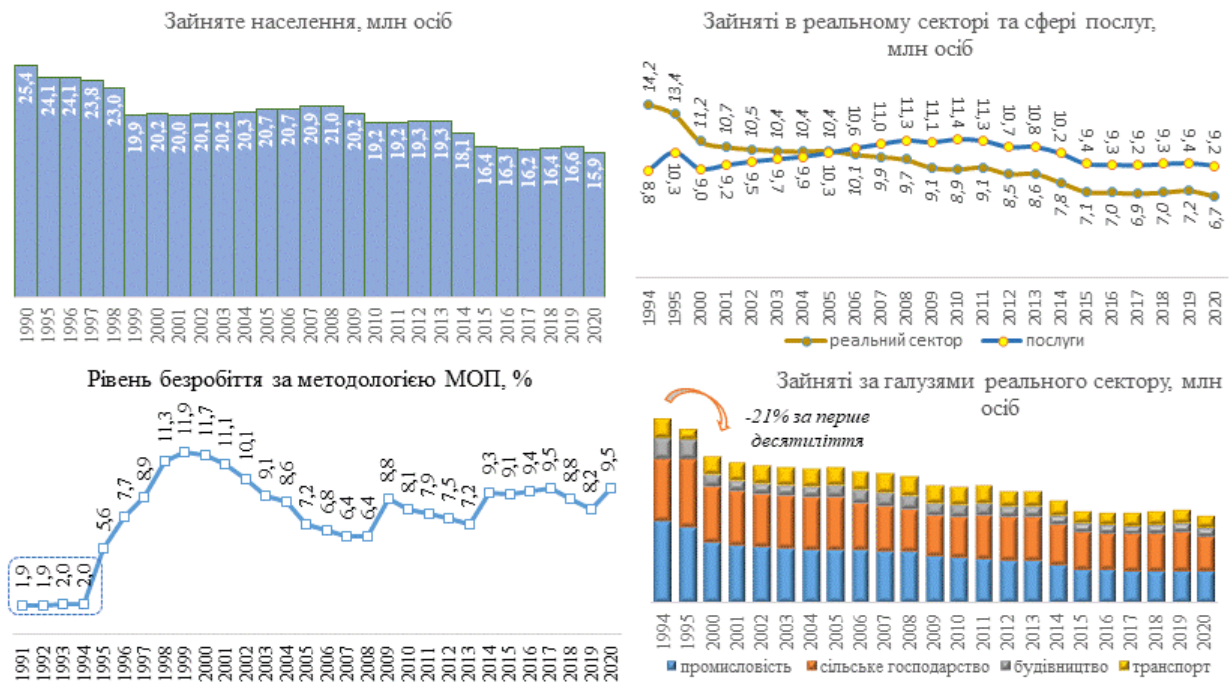 Зайняте населення, млн осіб
25,4 24,1 24,1 23,8 23,0 19,9 20,2 20,0 20,1 20,2 20,3 20,7 20,7 20,9 21,0 20,2 19,2 19,2 19,3 19,3 18,1 16,4 16,3 16,2 16,4 16,6 15,9
1990 1995 1996 1997 1998 1999 2000 2001 2002 2003 2004 2005 2006 2007 2008 2009 2010 2011 2012 2013 2014 2015 2016 2017 2018 2019 2020
Зайняті в реальному секторі та сфері послуг,
млн осіб
14,2 13,4 11,2 10,7 10,5 10,4 10,4 10,4 10,6 11,0 11,3 11,1 11,4 11,3 10,7 10,8 10,2 9,4 9,3 9,2 9,3 9,4 9,2
8,8 10,3 9,0 9,2 9,5 9,7 9,9 10,3 10,1 9,9 9,7 9,1 8,9 9,1 8,5 8,6 7,8 7,1 7,0 6,9 7,0 7,2 6,7
1994 1995 2000 2001 2002 2003 2004 2005 2006 2007 2008 2009 2010 2011 2012 2013 2014 2015 2016 2017 2018 2019 2020
реальний сектор послуги
Рівень безробіття за методологією МОП, %
1,9 1,9 2,0 2,0 5,6 7,7 8,9 11,3 11,9 11,7 11,1 10,1 9,1 8,6 7,2 6,8 6,4 6,4 8,8 8,1 7,9 7,5 7,2 9,3 9,1 9,4 9,5 8,8 8,2 9,5
1991 1992 1993 1994 1995 1996 1997 1998 1999 2000 2001 2002 2003 2004 2005 2006 2007 2008 2009 2010 2011 2012 2013 2014 2015 2016 2017 2018 2019 2020
Зайняті за галузями реального сектору, млн
осіб
-21% за перше
десятиліття
1994 1995 2000 2001 2002 2003 2004 2005 2006 2007 2008 2009 2010 2011 2012 2013 2014 2015 2016 2017 2018 2019 2020
промисловість сільське господарство будівництво транспорт